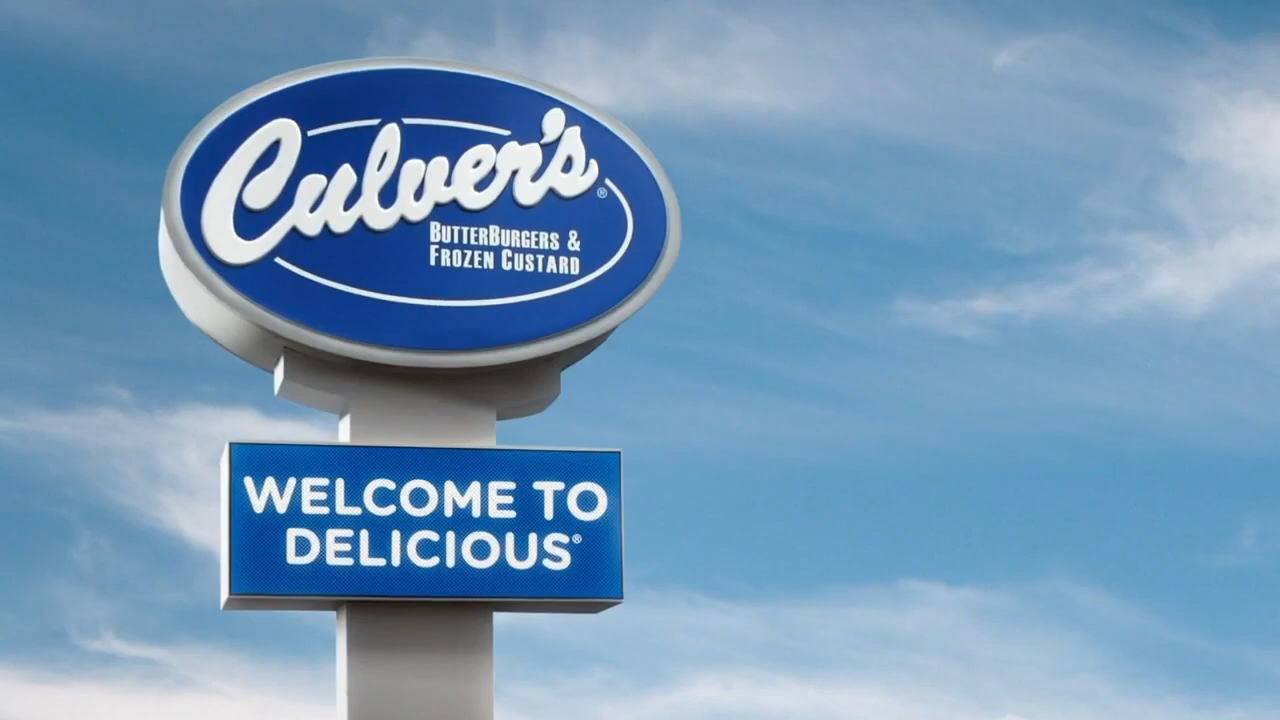 Culver's®
ButterBurgers &
Frozen Custard
WELCOME TO
DELICIOUS®